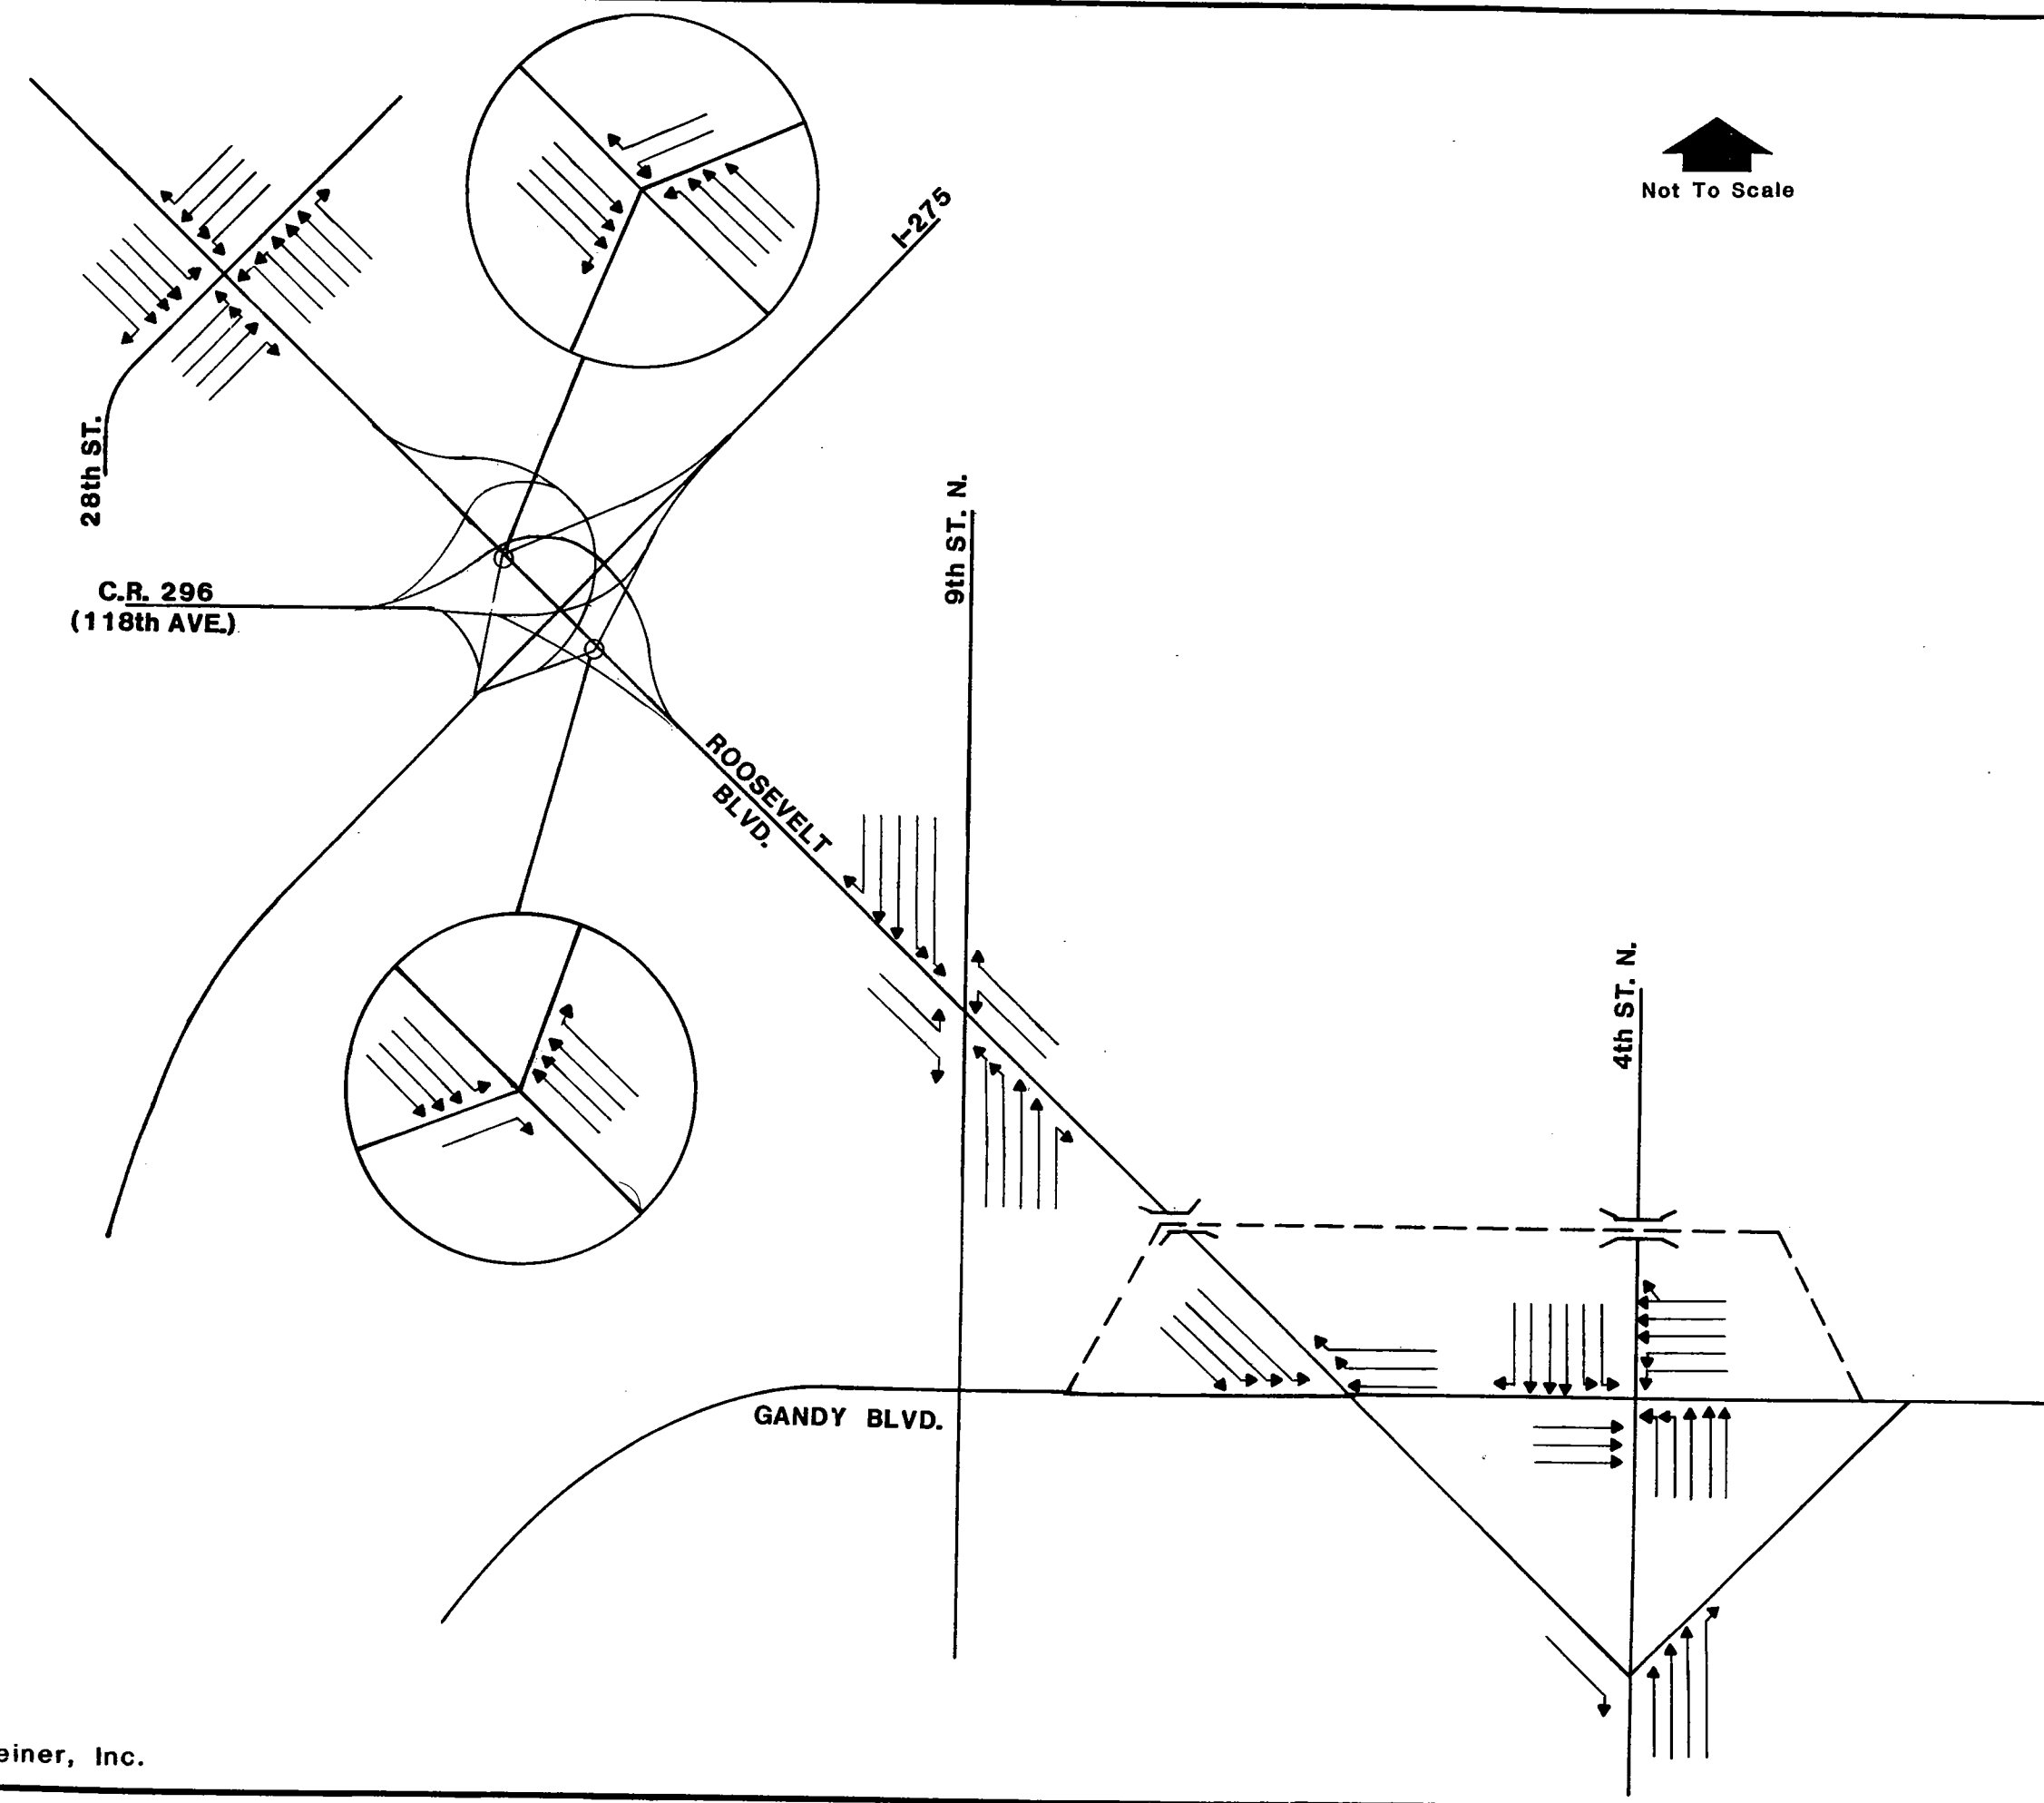 Not To Scale
I-275
28th ST.
9th ST. N.
C.R. 296
(118th AVE.)
ROOSEVELT
BLVD.
4th ST. N.
GANDY BLVD.
einer, Inc.